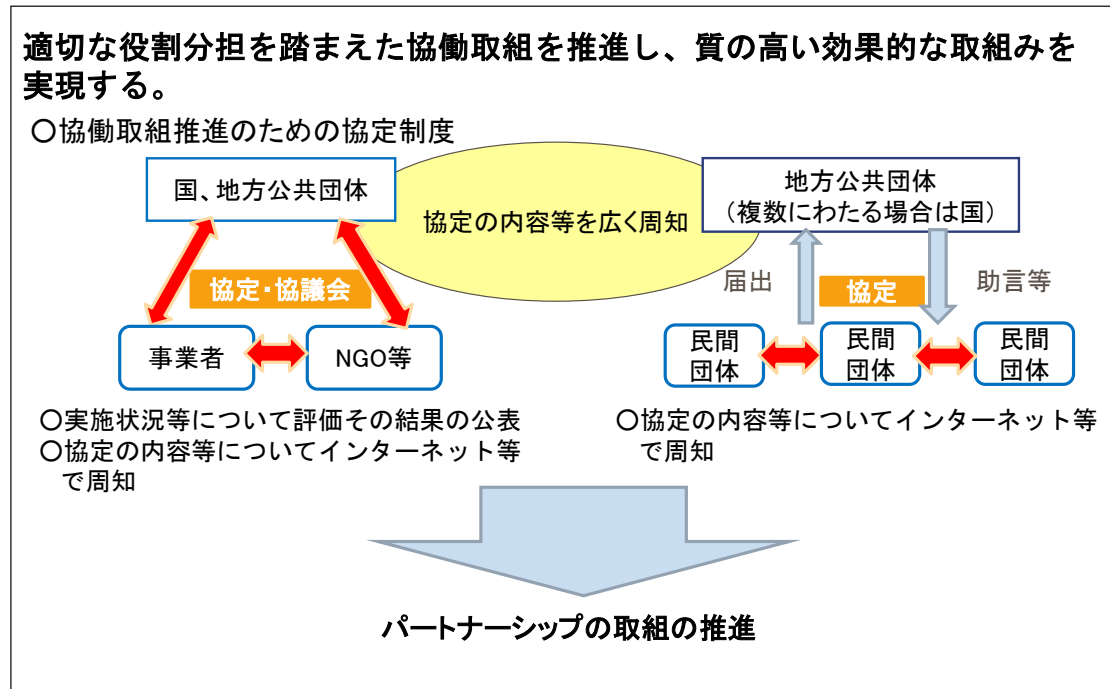 適切な役割分担を踏まえた協働取組を推進し、質の高い効果的な取組みを
実現する。
〇協働取組推進のための協定制度
国、地方公共団体
協定の内容等を広く周知
地方公共団体
（複数にわたる場合は国）
協定・協議会
届出
協定
助言等
事業者
NGO等
民間
団体
民間
団体
民間
団体
〇実施状況等について評価その結果の公表
〇協定の内容等についてインターネット等
で周知
〇協定の内容等についてインターネット等
で周知
パートナーシップの取組の推進